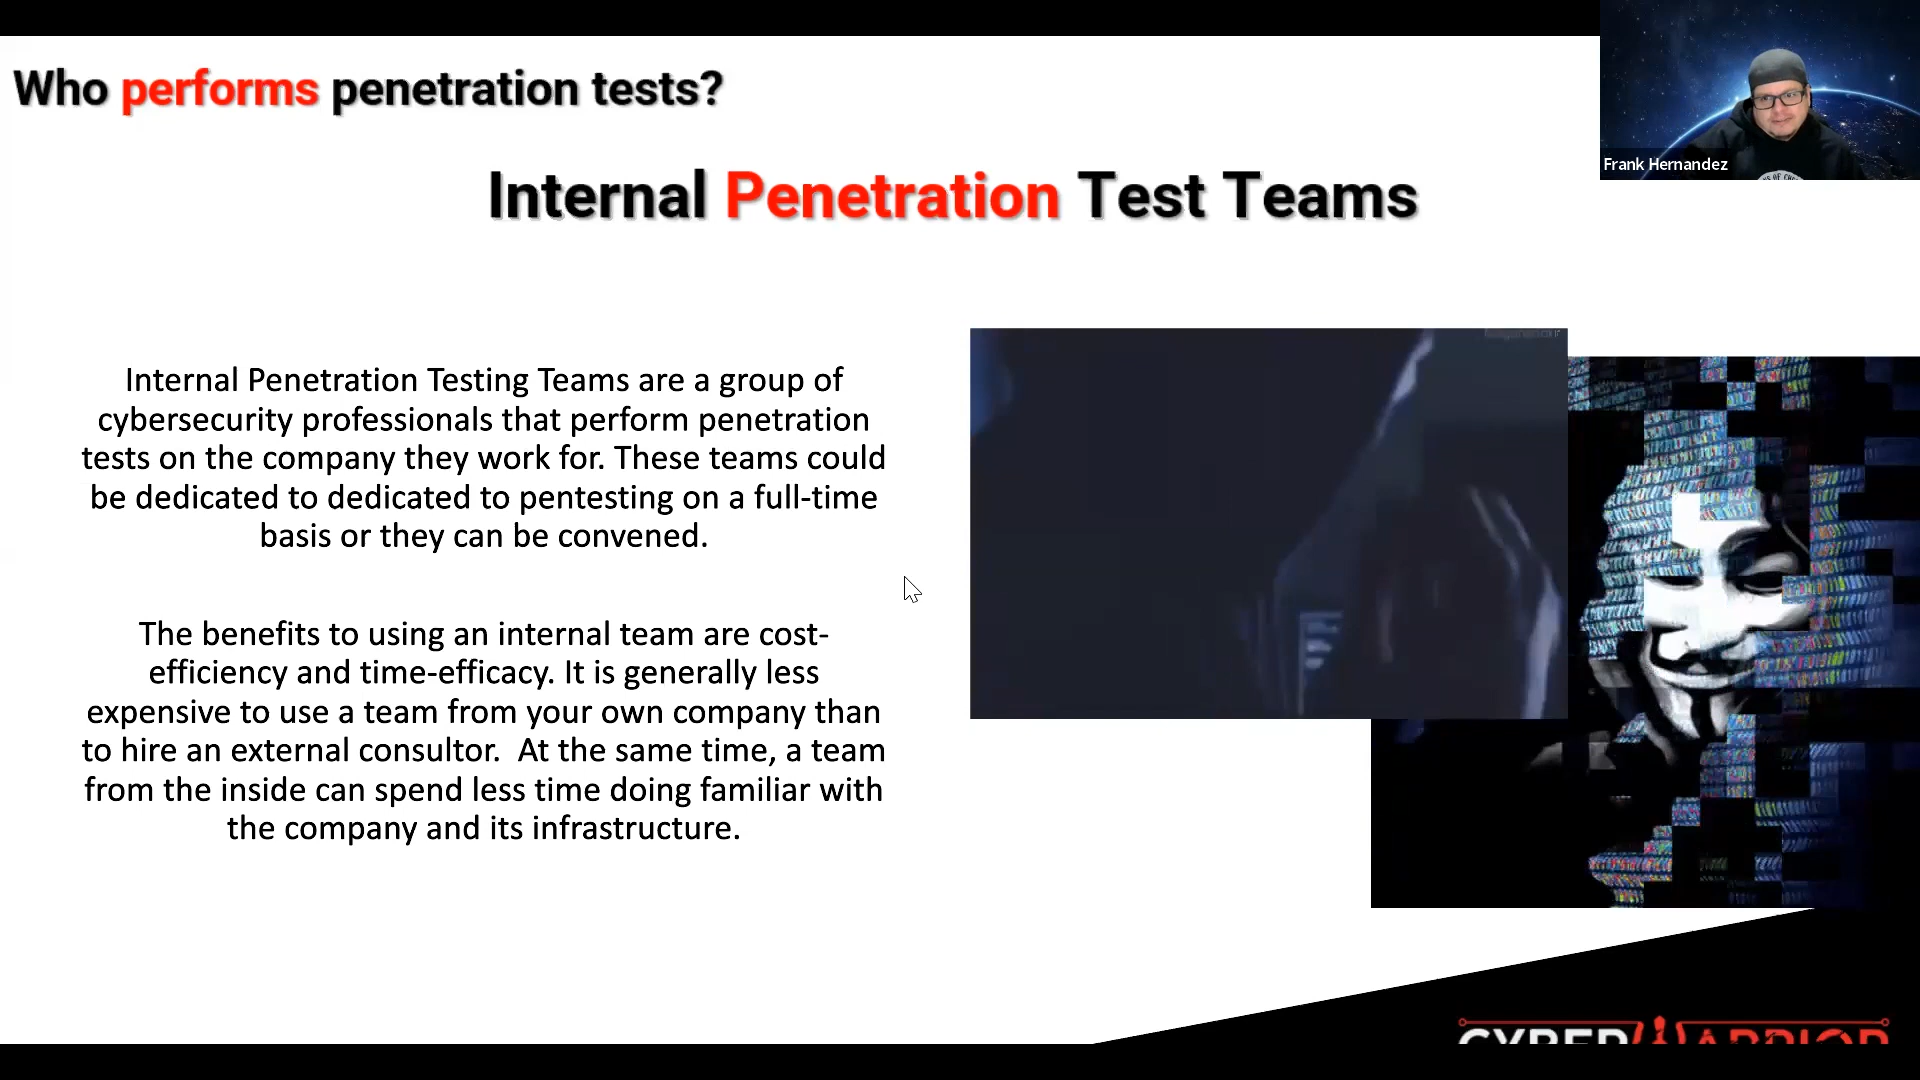 Who performs penetration tests?
Internal Penetration Test Teams
Frank Hernandez
Internal Penetration Testing Teams are a group of
cybersecurity professionals that perform penetration
tests on the company they work for. These teams could
be dedicated to dedicated to pentesting on a full-time
basis or they can be convened.
The benefits to using an internal team are cost-
efficiency and time-efficacy. It is generally less
expensive to use a team from your own company than
to hire an external consultor.  At the same time, a team
from the inside can spend less time doing familiar with
the company and its infrastructure.
CYBER WARRIOR